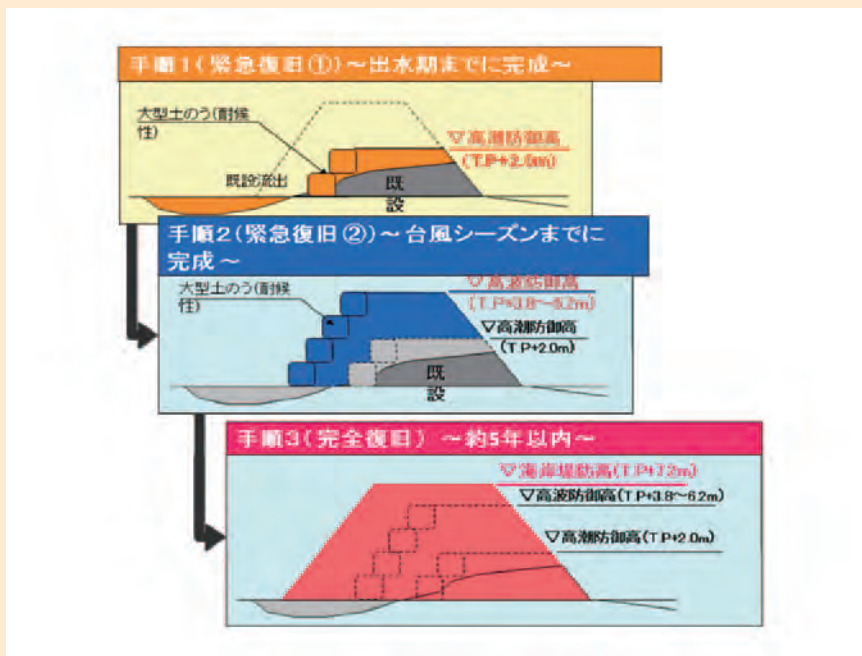 手順1(緊急復旧①)～出水期までに完成～
大型土のう(耐候
性)
▽高潮防御高
(T.P+2.0m)
既設流出
既
設
手順2(緊急復旧②)～台風シーズンまでに
完成～
大型土のう(耐候
性)
▽高波防御高
(T.P+3.8～6.2m)
▽高潮防御高
(T.P+2.0m)
既
設
手順3(完全復旧) ～約5年以内～
▽海岸堤防高(T.P+7.2m)
▽高波防御高(T.P+3.8～6.2m)
▽高潮防御高(T.P+2.0m)